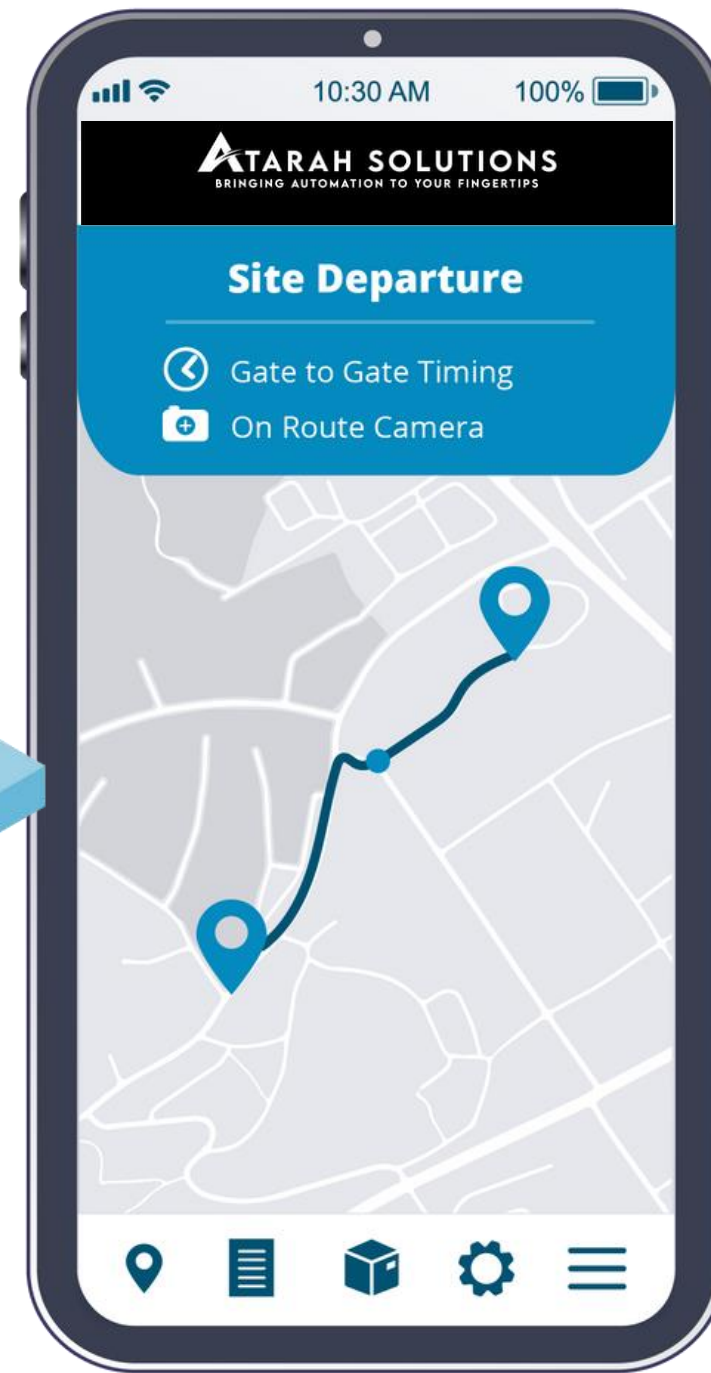 10:30 AM 100%
ATARAH SOLUTIONS
BRINGING AUTOMATION TO YOUR FINGERTIPS
Site Departure
Gate to Gate Timing
On Route Camera